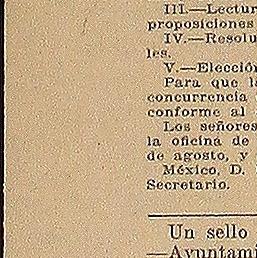 III.—Lectur
proposiciones
IV.—Resolu
les.
V.—Elección
Para que l
concurrencia
conforme al
Los señores
la oficina de
de agosto, y
México, D.
Secretario.
Un sello
—Ayuntami